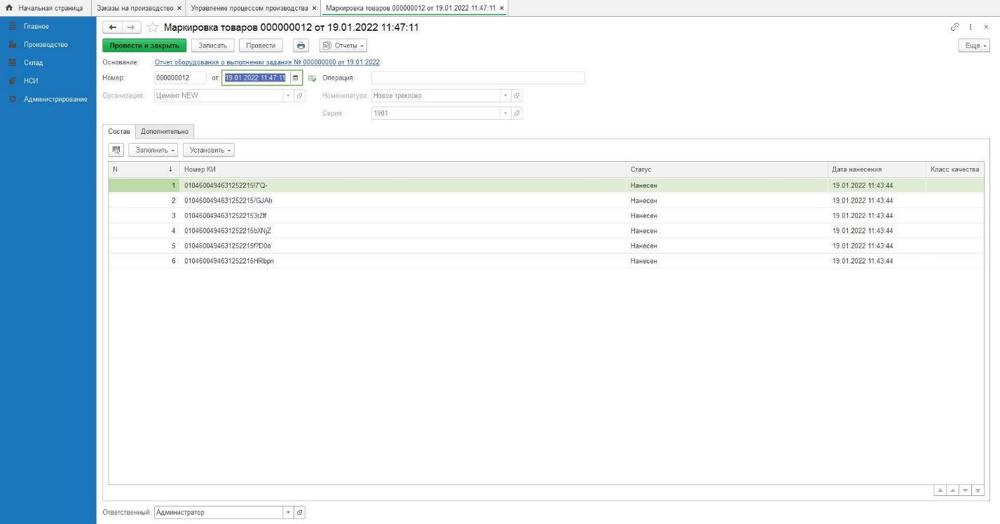 Начальная страница Заказы на производство × Управление процессом производства × Маркировка товаров 000000012 от 19.01.2022 11:47:11 ×
Главное
Производство
Склад
НСИ
Администрирование
Маркировка товаров 000000012 от 19.01.2022 11:47:11
Провести и закрыть Записать Провести Отчеты Еще
Основание: Отчет оборудования о выполнении задания № 000000080 от 19.01.2022
Номер: 000000012 от: 19.01.2022 11:47:11 Операция:
Организация: Цемент NEW Номенклатура: Новое треклоко
Серия: 1901
Состав Дополнительно
Заполнить Установить
N ↓ Номер КИ Статус Дата нанесения Класс качества
1 0104600494631252215!7"Q- Нанесен 19.01.2022 11:43:44
2 0104600494631252215/GJAh Нанесен 19.01.2022 11:43:44
3 Нанесен 19.01.2022 11:43:44
4 0104600494631252215bXNjZ Нанесен 19.01.2022 11:43:44
5 0104600494631252215f?D0o Нанесен 19.01.2022 11:43:44
6 0104600494631252215HRbpn Нанесен 19.01.2022 11:43:44
Ответственный: Администратор